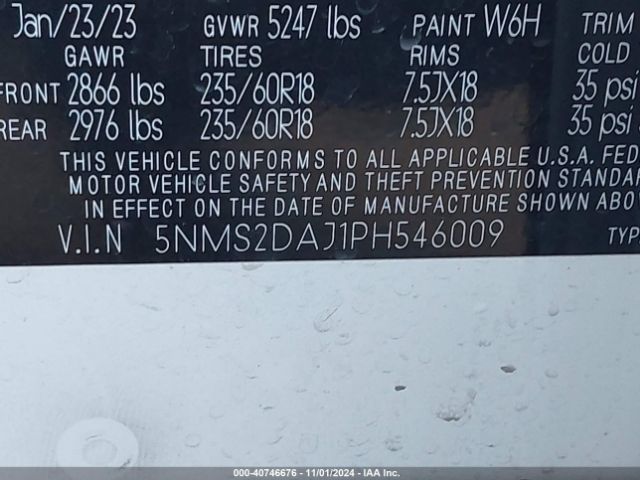 Jan/23/23 GVWR 5247 lbs PAINT W6H TRIM
GAWR TIRES RIMS COLD
FRONT 2866 lbs 235/60R18 7.5JX18 35 psi
REAR 2976 lbs 235/60R18 7.5JX18 35 psi
THIS VEHICLE CONFORMS TO ALL APPLICABLE U.S.A. FED
MOTOR VEHICLE SAFETY AND THEFT PREVENTION STANDA
IN EFFECT ON THE DATE OF MANUFACTURE SHOWN ABO
V.I.N 5NMS2DAJ1PH546009 TYP
000-40746676 - 11/01/2024 - IAA Inc.